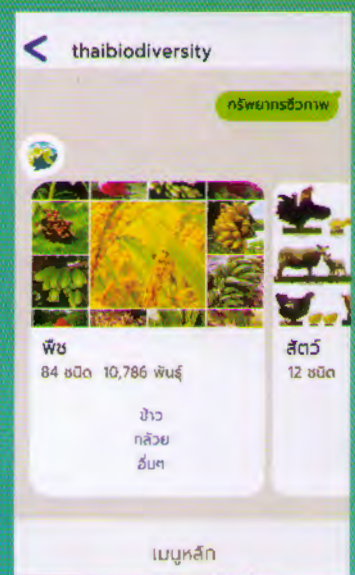 thaibiodiversity
ทรัพยากรชีวภาพ
พืช
84 ชนิด 10,786 พันธุ์
ข้าว
กล้วย
อื่นๆ
สัตว์
12 ชนิด
เมนูหลัก